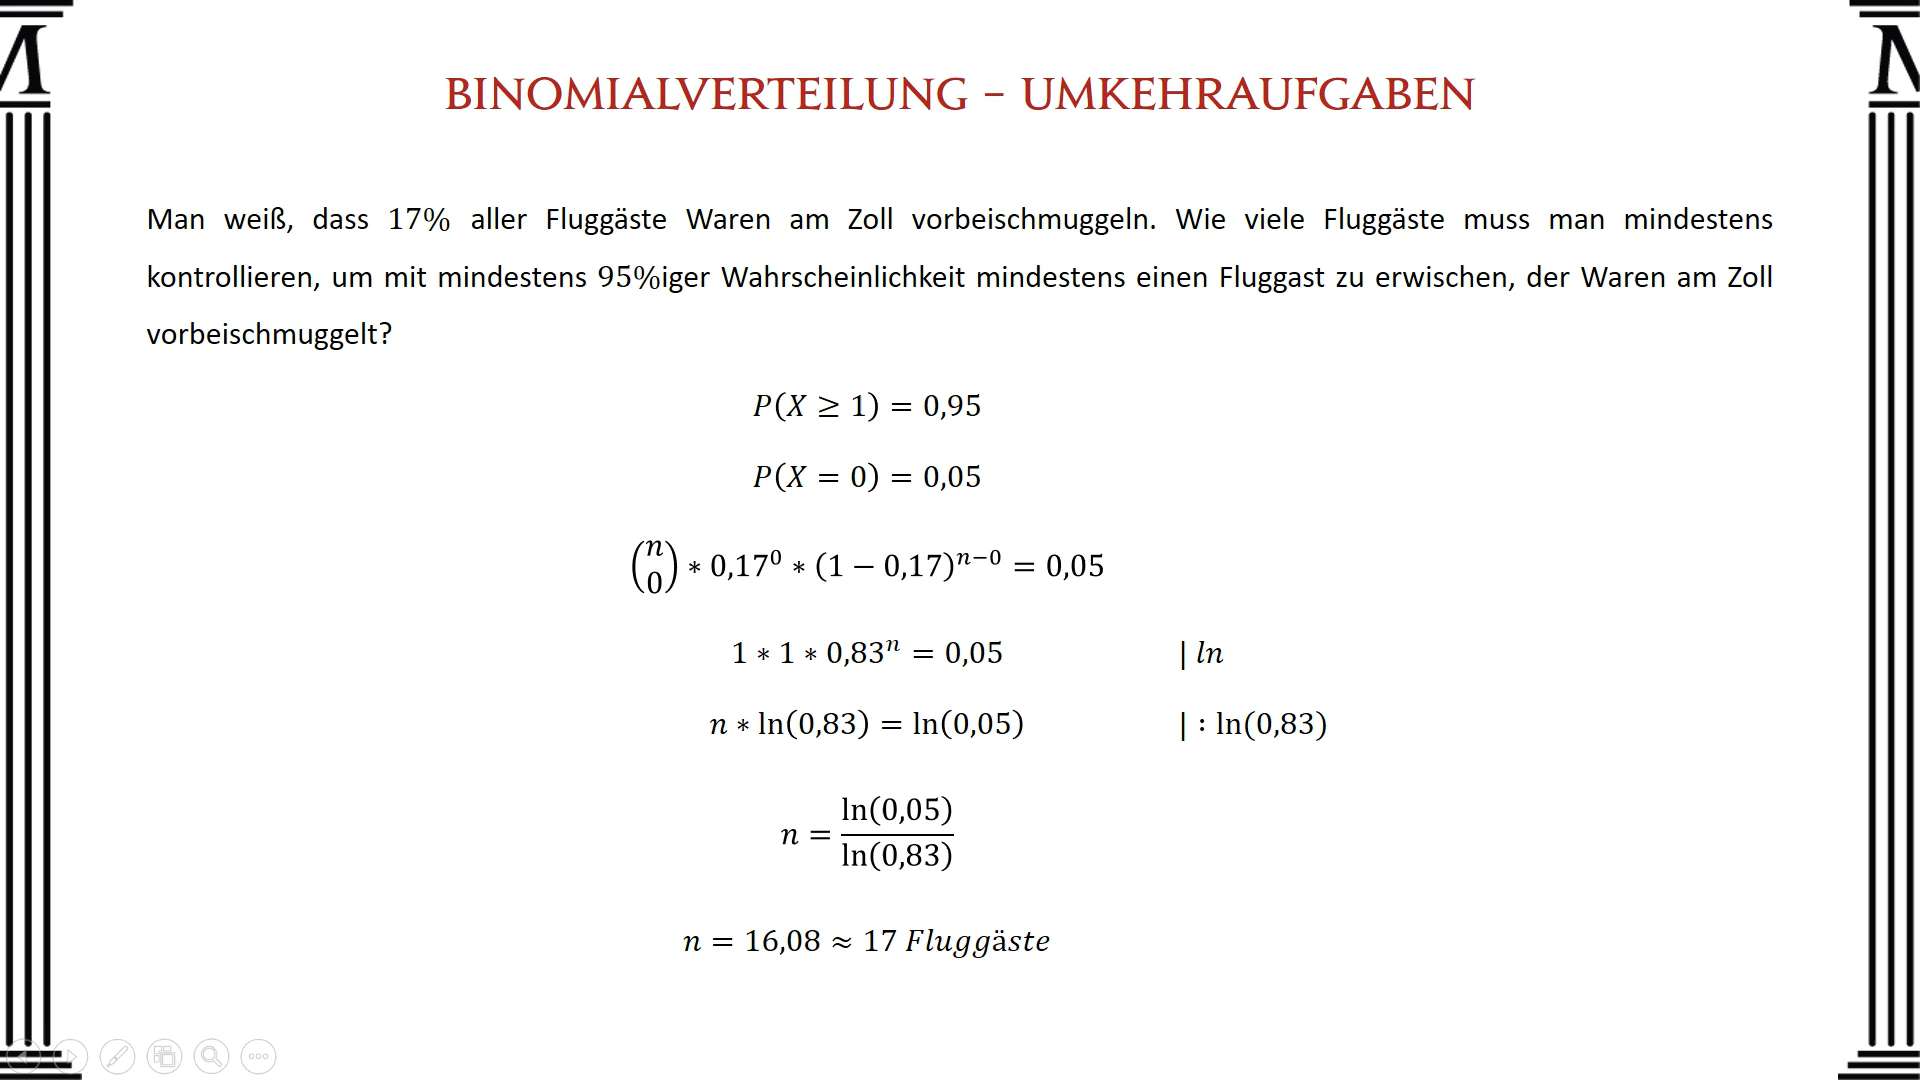 BINOMIALVERTEILUNG – UMKEHRAUFGABEN
Man weiß, dass 17% aller Fluggäste Waren am Zoll vorbeischmuggeln. Wie viele Fluggäste muss man mindestens
kontrollieren, um mit mindestens 95%iger Wahrscheinlichkeit mindestens einen Fluggast zu erwischen, der Waren am Zoll
vorbeischmuggelt?
P(X ≥ 1) = 0,95
P(X = 0) = 0,05
(n 0) * 0,17⁰ * (1 − 0,17)ⁿ⁻⁰ = 0,05
1 * 1 * 0,83ⁿ = 0,05 | ln
n * ln(0,83) = ln(0,05) | : ln(0,83)
n = ln(0,05) / ln(0,83)
n = 16,08 ≈ 17 Fluggäste